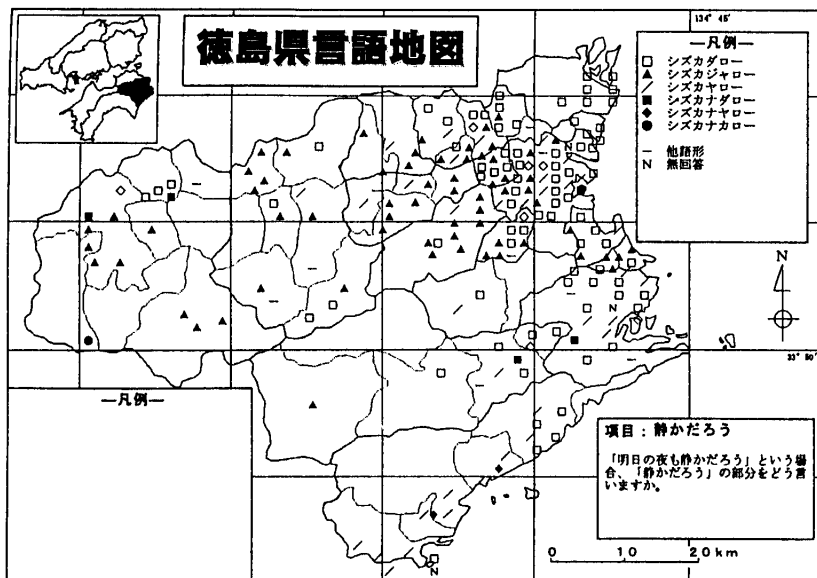 徳島県言語地図
134° 45'
―凡例―
□ シズカダロー
▲ シズカジャロー
／ シズカヤロー
■ シズカナダロー
◆ シズカナヤロー
● シズカナカロー
― 他語形
N 無回答
N
N
N
33° 50'
―凡例―
項目：静かだろう
「明日の夜も静かだろう」という場
合、「静かだろう」の部分をどう言
いますか。
0 10 20km
N